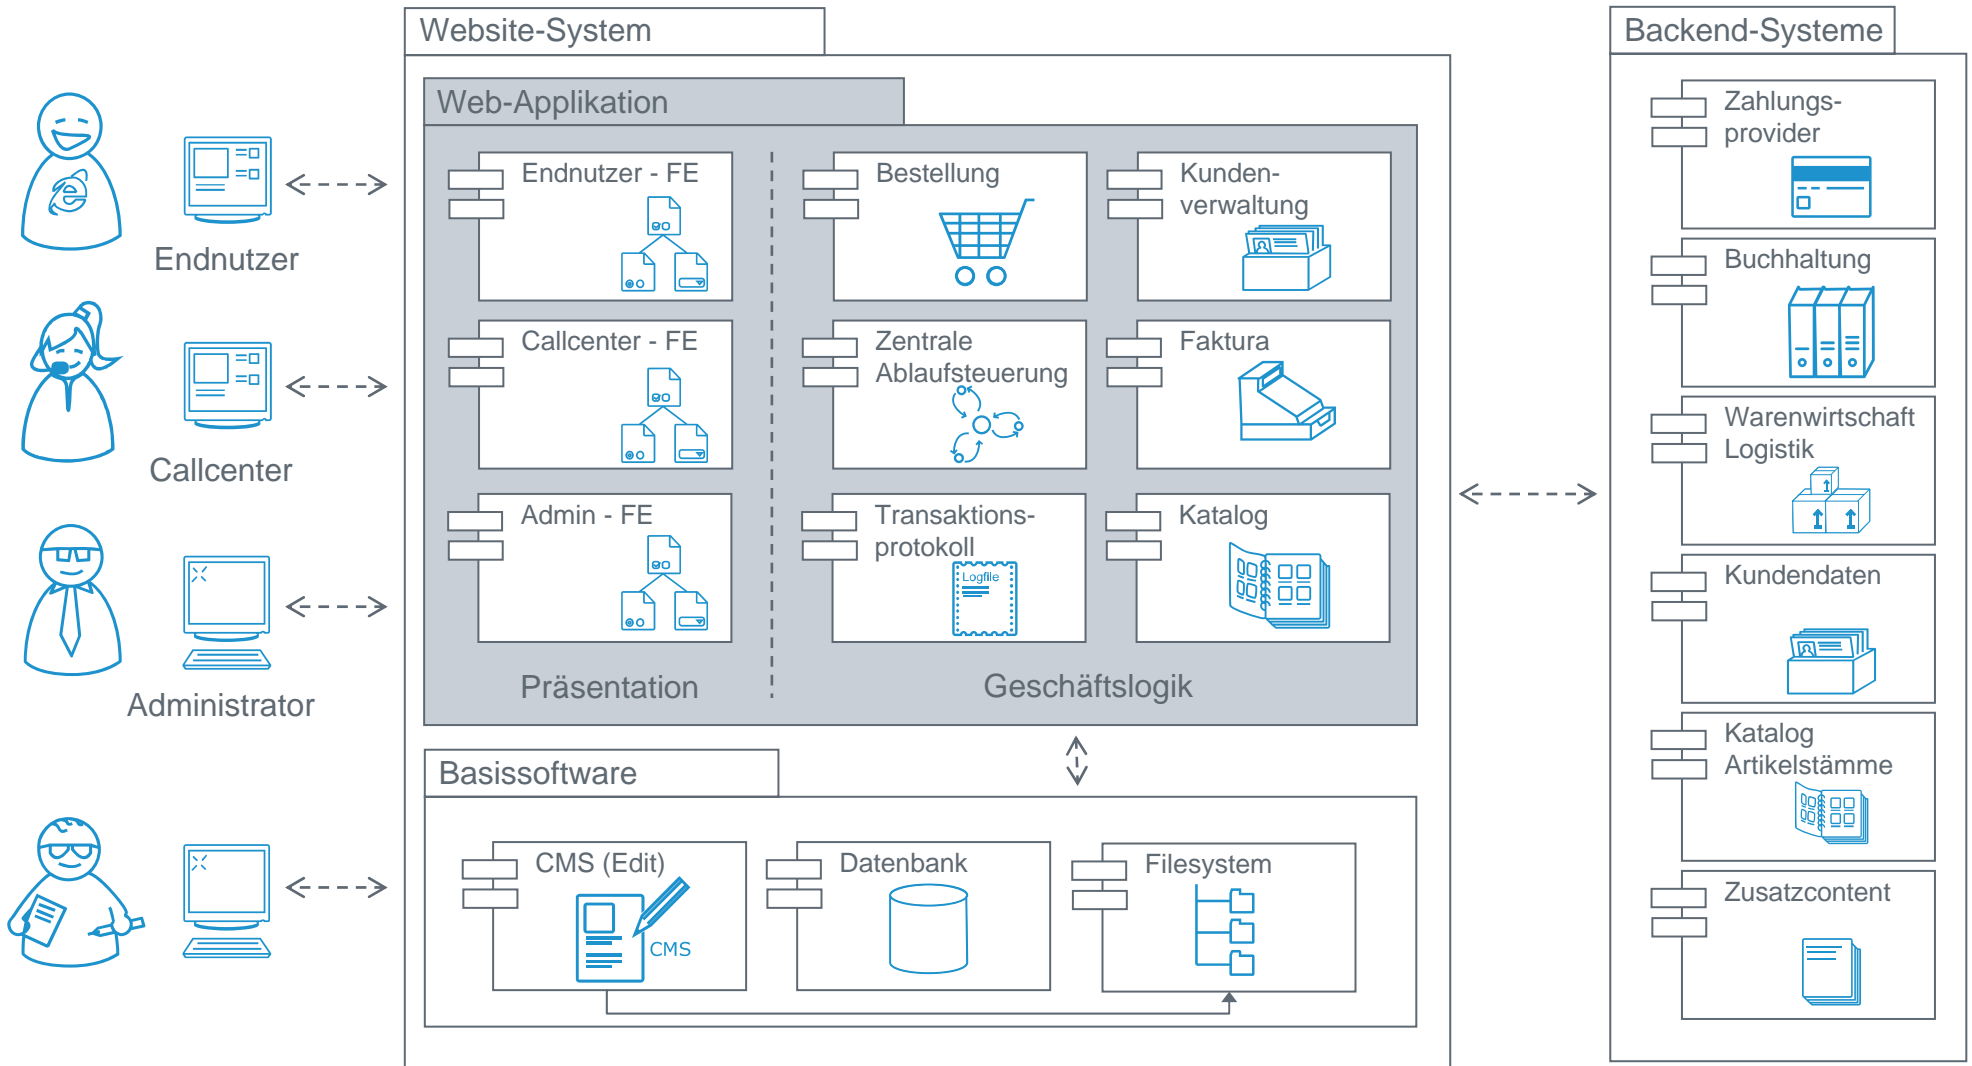 Website-System
Backend-Systeme
Web-Applikation
Endnutzer - FE
Bestellung
Kunden-
verwaltung
Callcenter - FE
Zentrale
Ablaufsteuerung
Faktura
Admin - FE
Transaktions-
protokoll
Logfile
Katalog
Präsentation
Geschäftslogik
Basissoftware
CMS (Edit)
CMS
Datenbank
Filesystem
Endnutzer
Callcenter
Administrator
Zahlungs-
provider
Buchhaltung
Warenwirtschaft
Logistik
Kundendaten
Katalog
Artikelstämme
Zusatzcontent